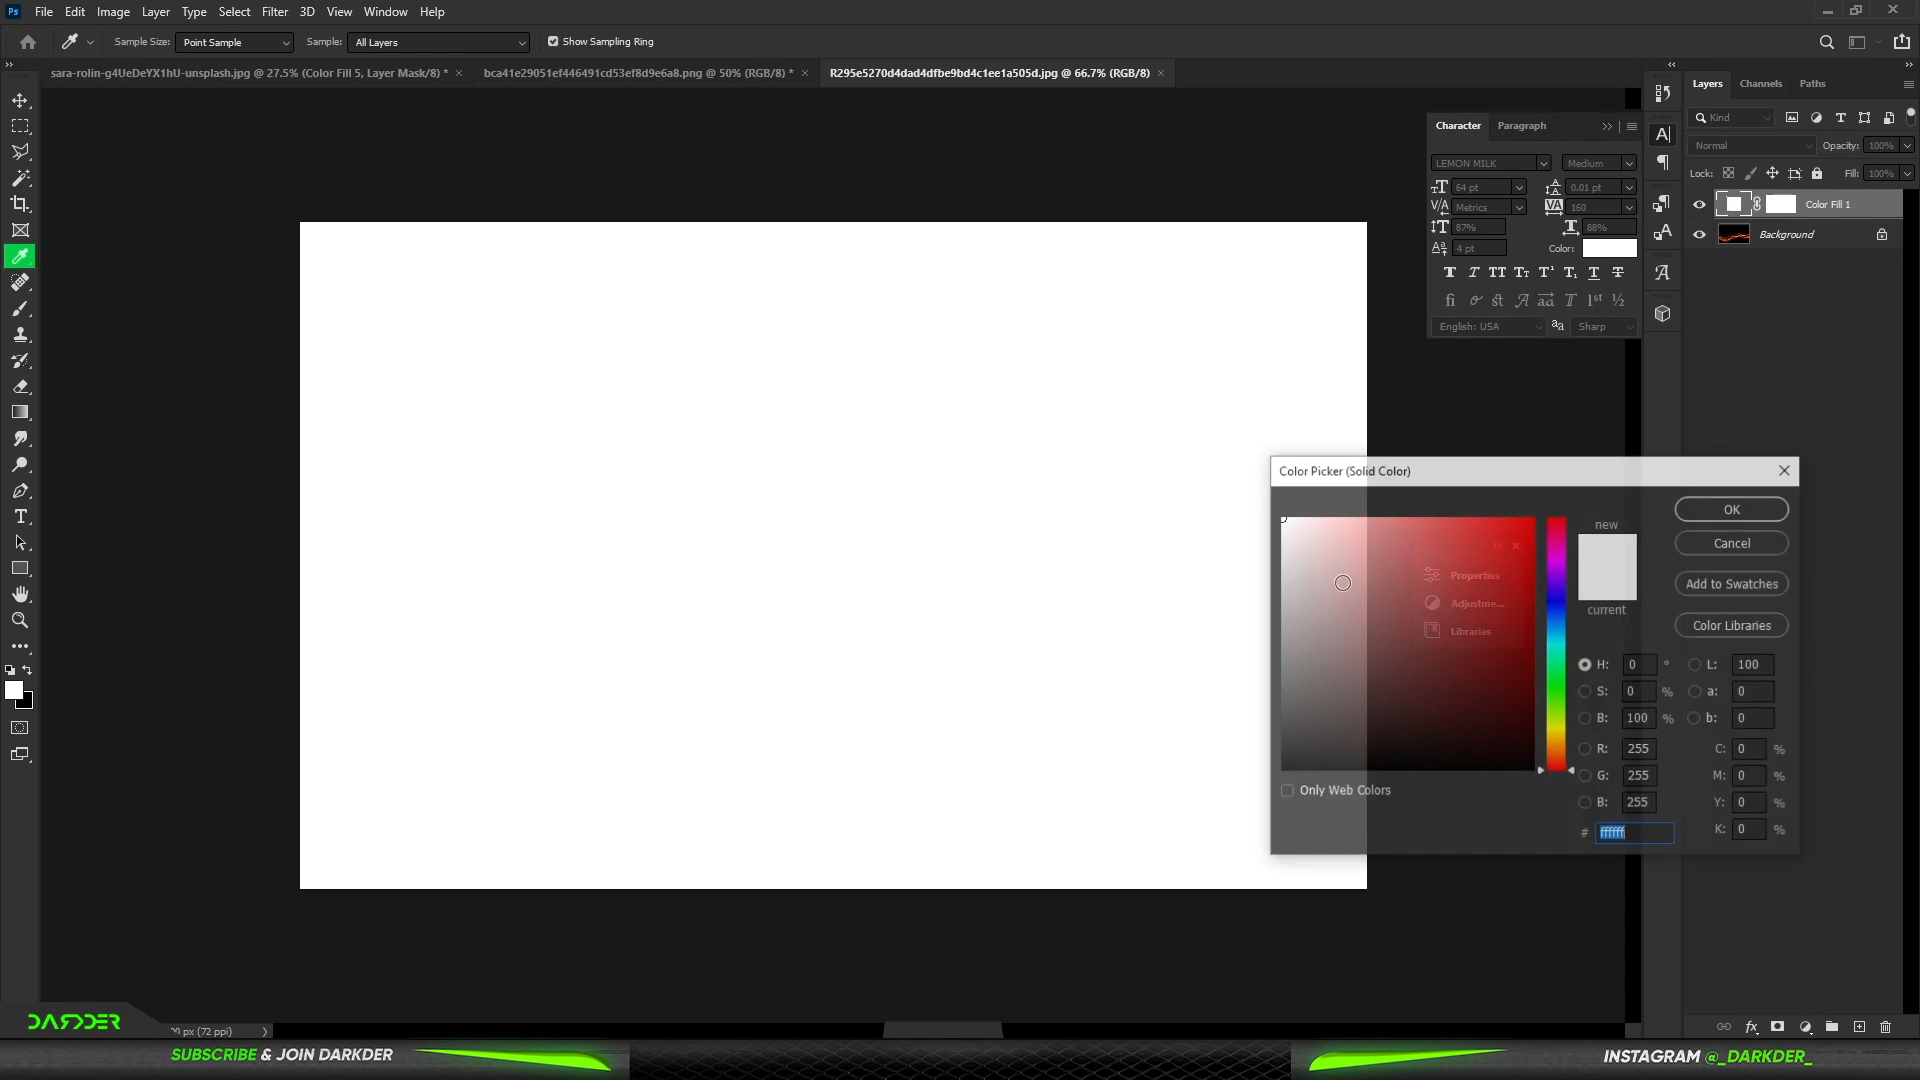 Ps File Edit Image Layer Type Select Filter 3D View Window Help
Sample Size: Point Sample Sample: All Layers Show Sampling Ring
sara-rolin-g4UeDeYX1hU-unsplash.jpg @ 27.5% (Color Fill 5, Layer Mask/8) *
bca41e29051ef446491cd53ef8d9e6a8.png @ 50% (RGB/8) *
R295e5270d4dad4dfbe9bd4c1ee1a505d.jpg @ 66.7% (RGB/8)
Layers Channels Paths
Kind
Normal Opacity: 100%
Lock: Fill: 100%
Color Fill 1
Background
Character Paragraph
LEMON MILK Medium
64 pt 0.01 pt
Metrics 160
87% 88%
4 pt Color:
English: USA Sharp
Color Picker (Solid Color)
new
current
OK
Cancel
Add to Swatches
Color Libraries
Properties
Adjustme...
Libraries
H: 0 ° L: 100
S: 0 % a: 0
B: 100 % b: 0
R: 255 C: 0 %
G: 255 M: 0 %
B: 255 Y: 0 %
# ffffff K: 0 %
Only Web Colors
DARKDER
px (72 ppi)
SUBSCRIBE & JOIN DARKDER
INSTAGRAM @_DARKDER_